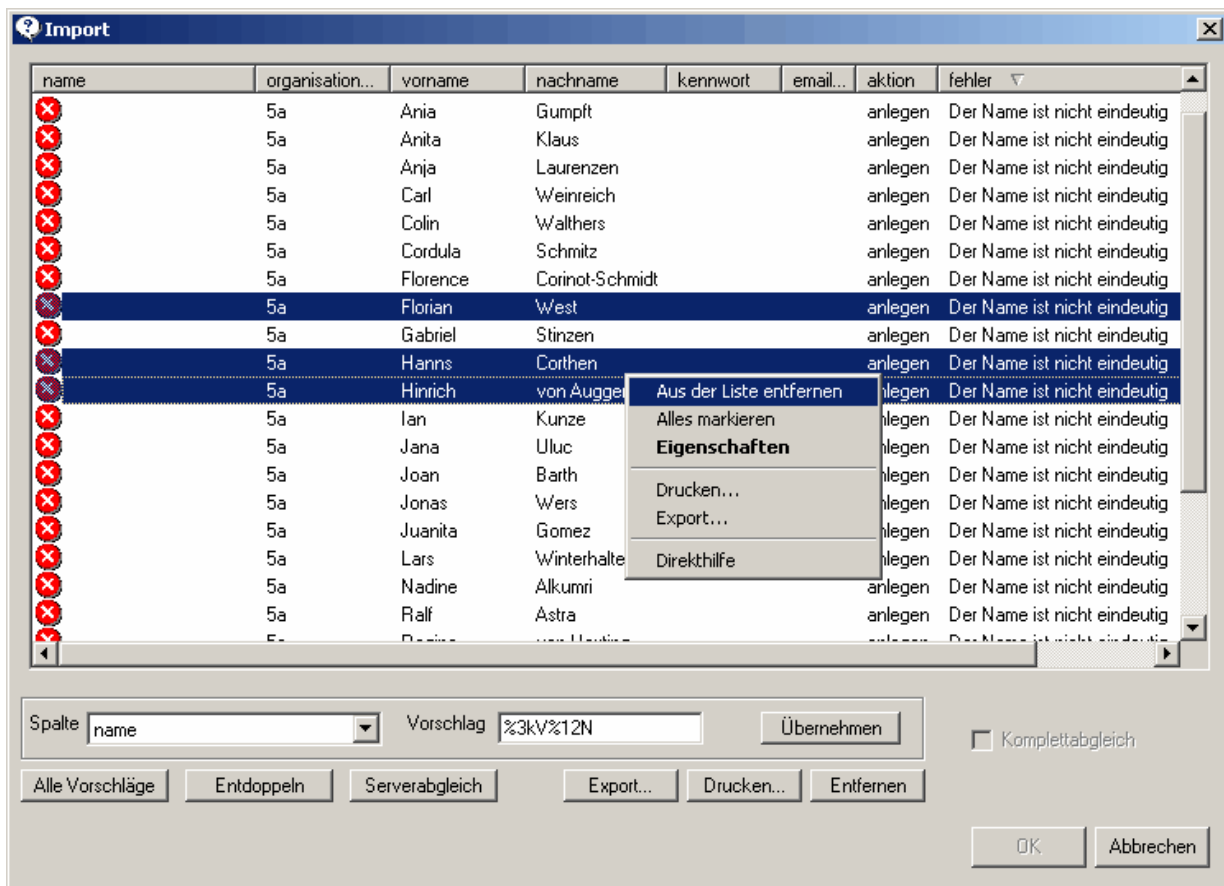 Import
name organisation... vorname nachname kennwort email... aktion fehler
5a Ania Gumpft anlegen Der Name ist nicht eindeutig
5a Anita Klaus anlegen Der Name ist nicht eindeutig
5a Anja Laurenzen anlegen Der Name ist nicht eindeutig
5a Carl Weinreich anlegen Der Name ist nicht eindeutig
5a Colin Walthers anlegen Der Name ist nicht eindeutig
5a Cordula Schmitz anlegen Der Name ist nicht eindeutig
5a Florence Corinot-Schmidt anlegen Der Name ist nicht eindeutig
5a Florian West anlegen Der Name ist nicht eindeutig
5a Gabriel Stinzen anlegen Der Name ist nicht eindeutig
5a Hanns Corthen anlegen Der Name ist nicht eindeutig
5a Hinrich von Augger nlegen Der Name ist nicht eindeutig
5a Ian Kunze nlegen Der Name ist nicht eindeutig
5a Jana Uluc nlegen Der Name ist nicht eindeutig
5a Joan Barth nlegen Der Name ist nicht eindeutig
5a Jonas Wers nlegen Der Name ist nicht eindeutig
5a Juanita Gomez nlegen Der Name ist nicht eindeutig
5a Lars Winterhalte nlegen Der Name ist nicht eindeutig
5a Nadine Alkumri anlegen Der Name ist nicht eindeutig
5a Ralf Astra anlegen Der Name ist nicht eindeutig
Aus der Liste entfernen
Alles markieren
Eigenschaften
Drucken...
Export...
Direkthilfe
Spalte name Vorschlag %3kV%12N Übernehmen
Komplettabgleich
Alle Vorschläge Entdoppeln Serverabgleich Export... Drucken... Entfernen
OK Abbrechen